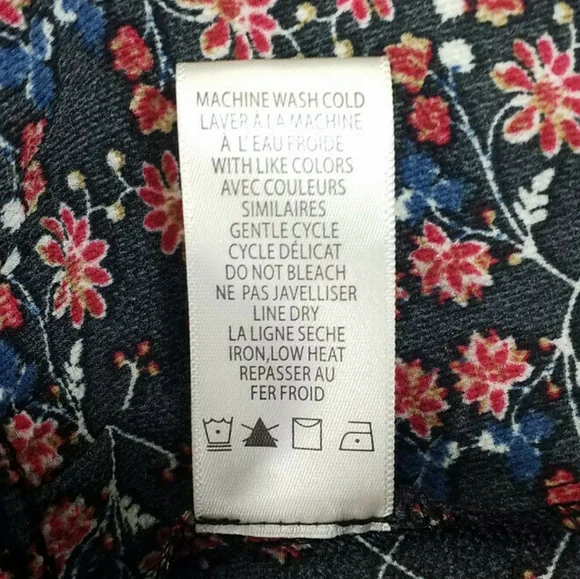 MACHINE WASH COLD
LAVER À LA MACHINE
À L' EAU FROIDE
WITH LIKE COLORS
AVEC COULEURS
SIMILAIRES
GENTLE CYCLE
CYCLE DÉLICAT
DO NOT BLEACH
NE PAS JAVELLISER
LINE DRY
LA LIGNE SECHE
IRON,LOW HEAT
REPASSER AU
FER FROID